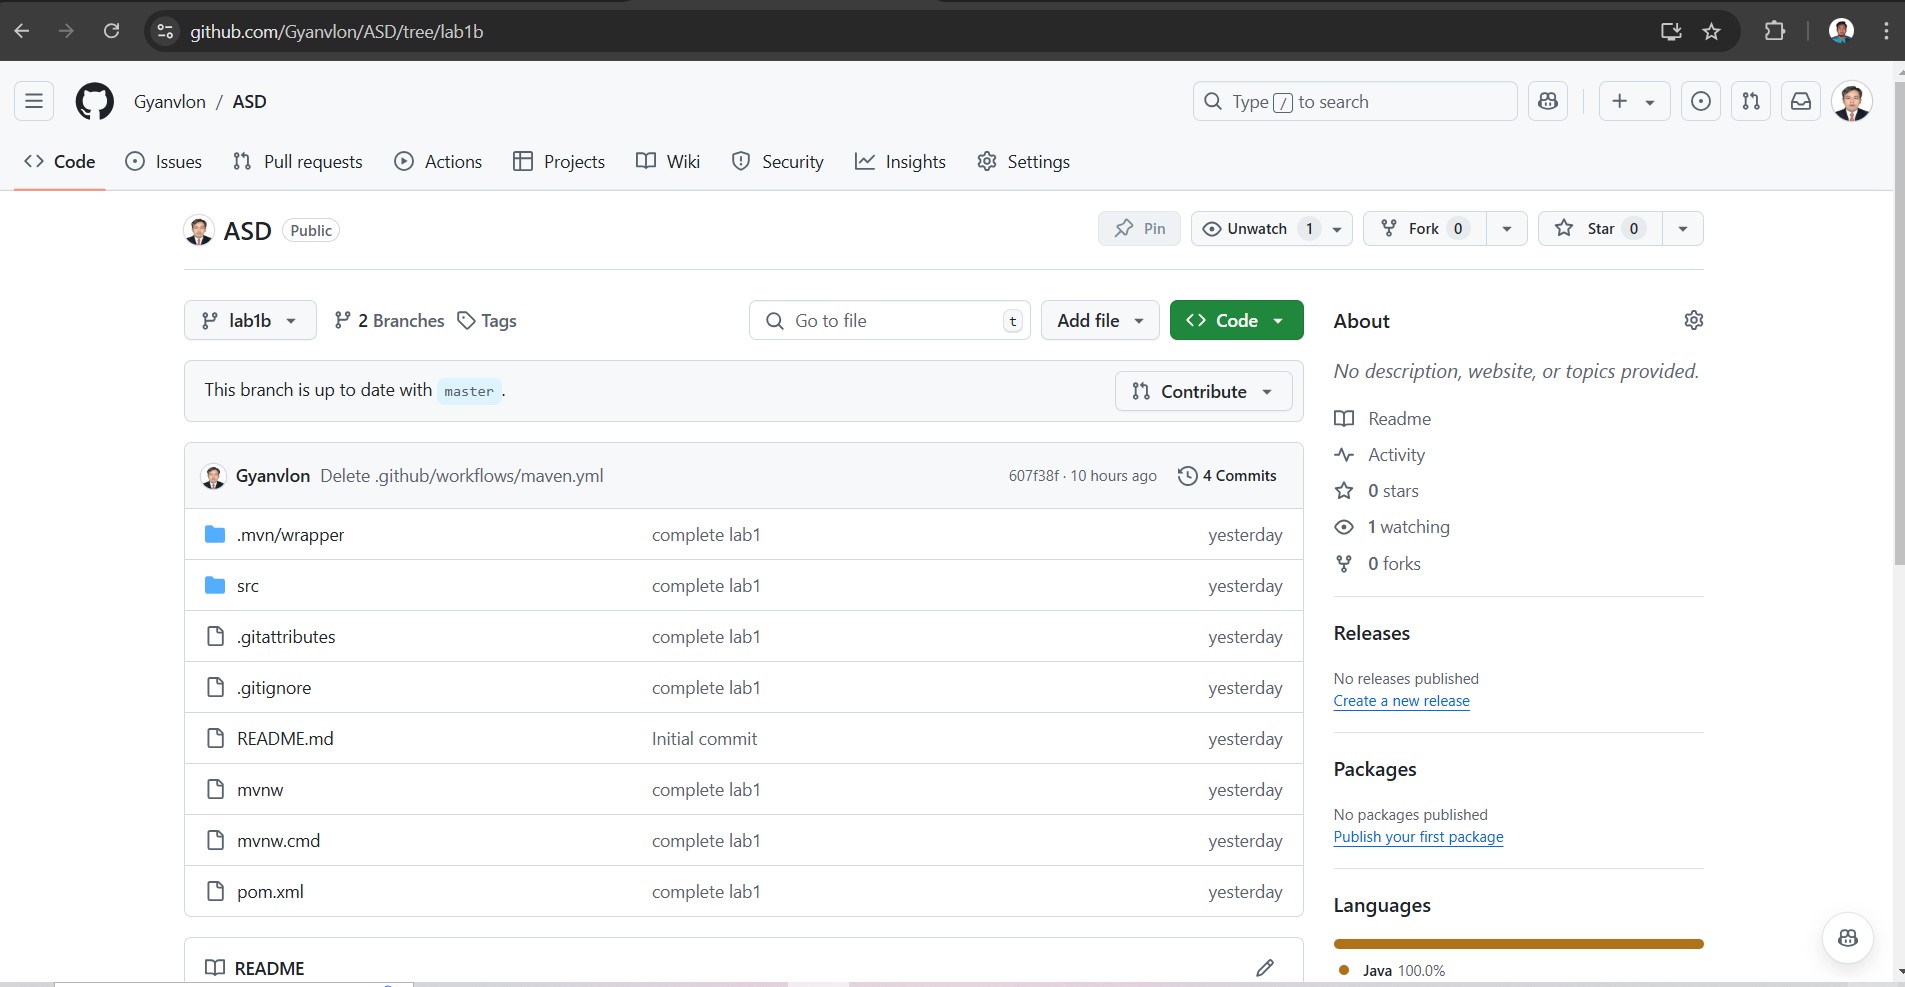 github.com/Gyanvlon/ASD/tree/lab1b
Gyanvlon / ASD
Type / to search
Code Issues Pull requests Actions Projects Wiki Security Insights Settings
ASD Public
Pin Unwatch 1 Fork 0 Star 0
lab1b 2 Branches Tags Go to file t Add file Code
This branch is up to date with master .
Contribute
Gyanvlon Delete .github/workflows/maven.yml 607f38f · 10 hours ago 4 Commits
.mvn/wrapper complete lab1 yesterday
src complete lab1 yesterday
.gitattributes complete lab1 yesterday
.gitignore complete lab1 yesterday
README.md Initial commit yesterday
mvnw complete lab1 yesterday
mvnw.cmd complete lab1 yesterday
pom.xml complete lab1 yesterday
README
About
No description, website, or topics provided.
Readme
Activity
0 stars
1 watching
0 forks
Releases
No releases published
Create a new release
Packages
No packages published
Publish your first package
Languages
Java 100.0%